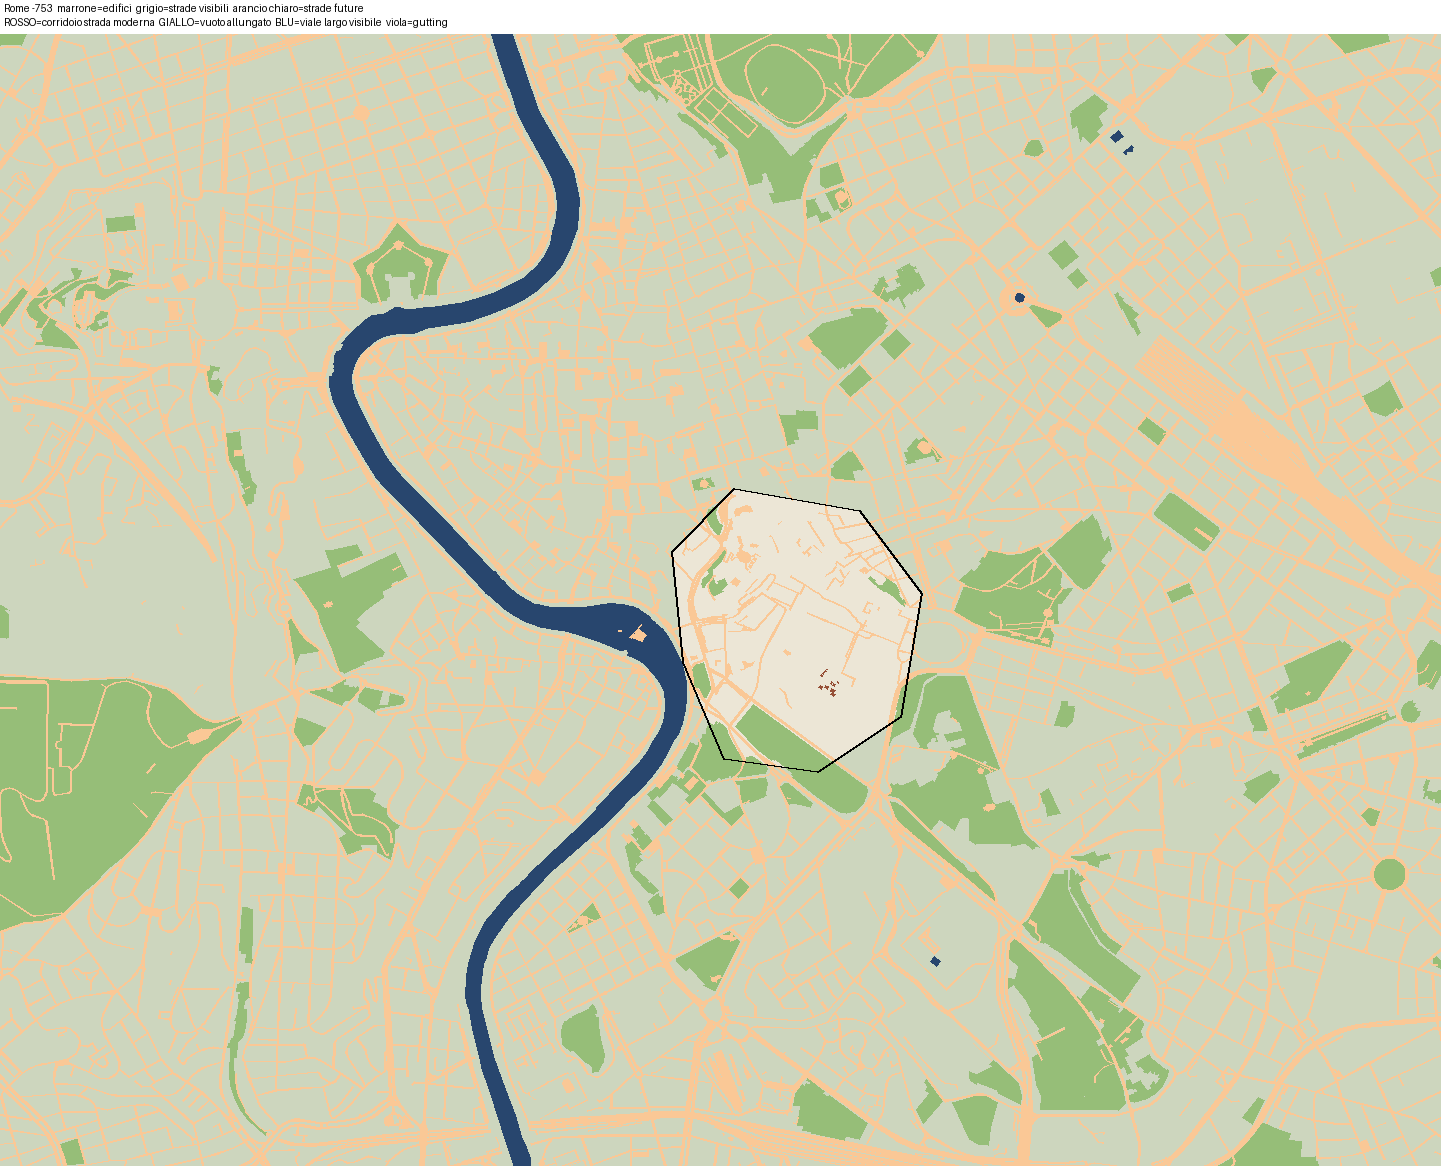 Rome -753 marrone=edifici grigio=strade visibili arancio chiaro=strade future
ROSSO=corridoio strada moderna GIALLO=vuoto allungato BLU=viale largo visibile viola=gutting